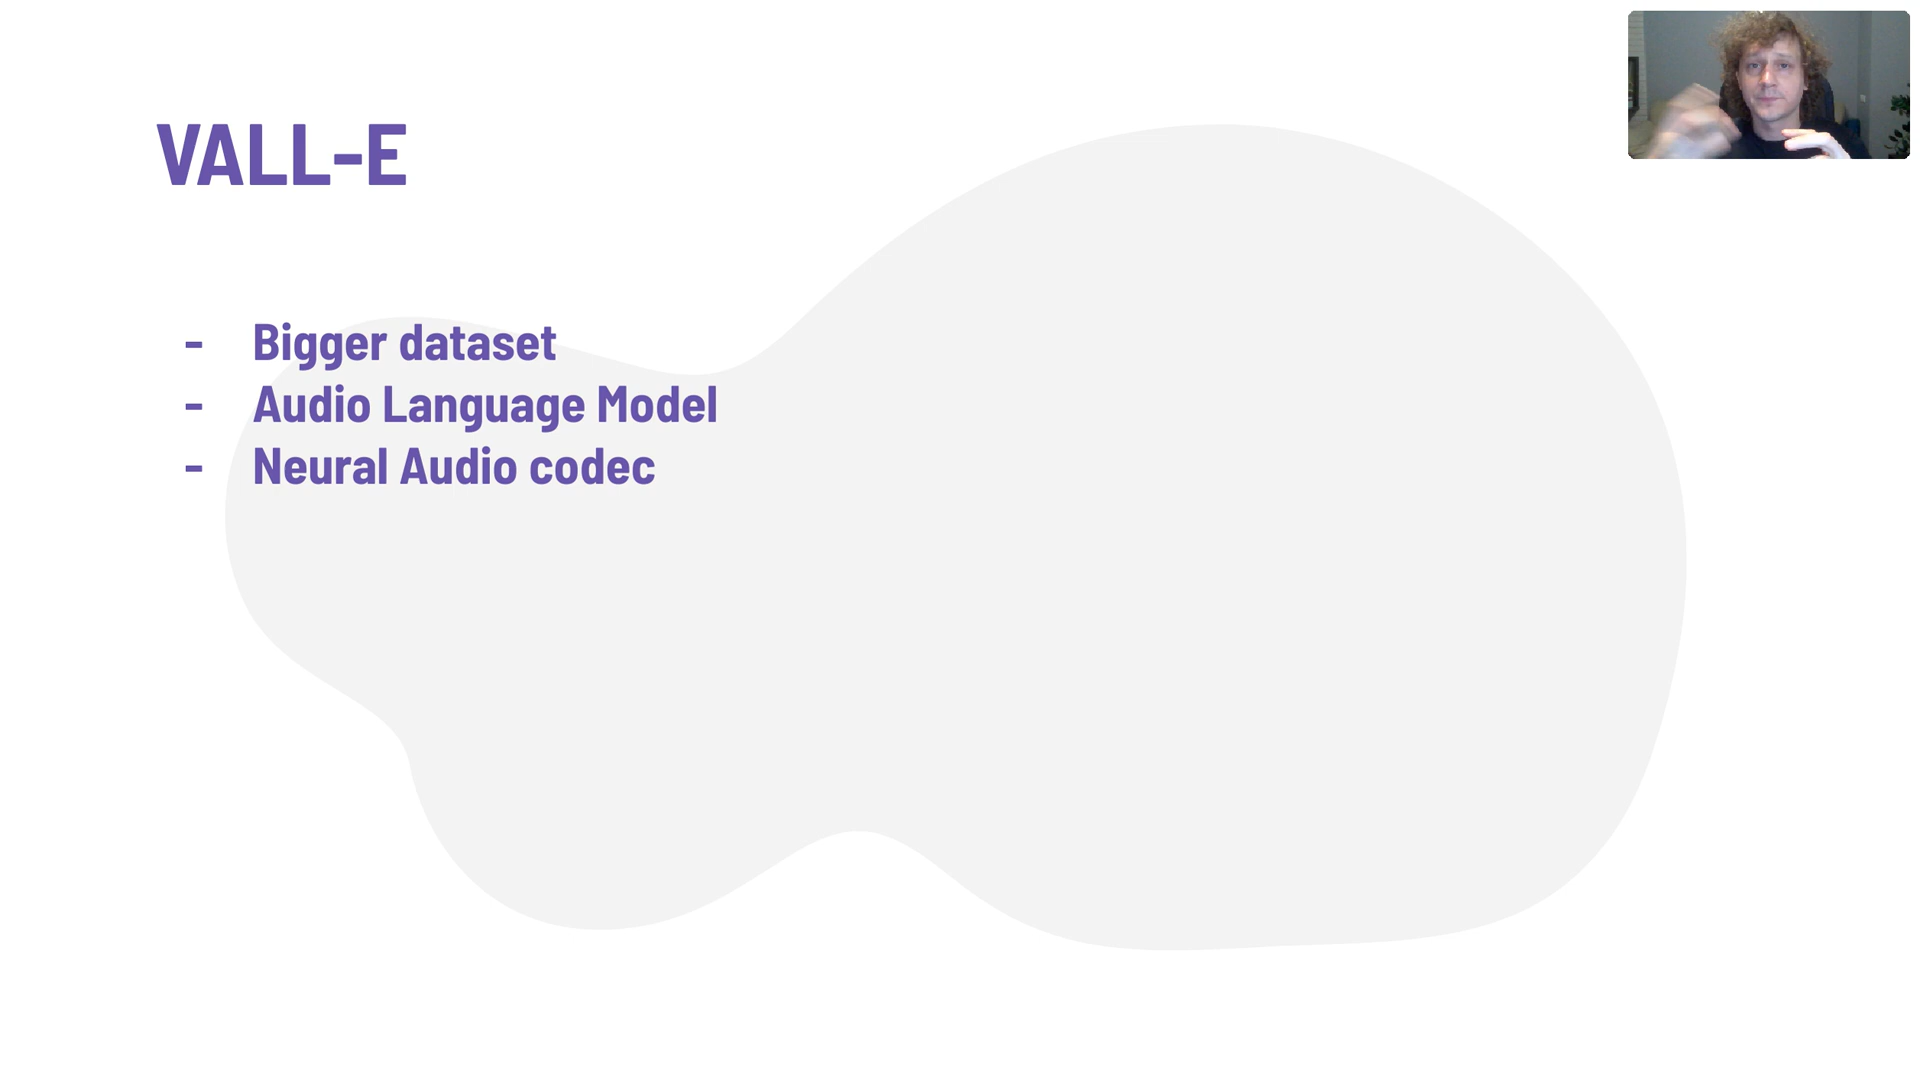 VALL-E
- Bigger dataset
- Audio Language Model
- Neural Audio codec